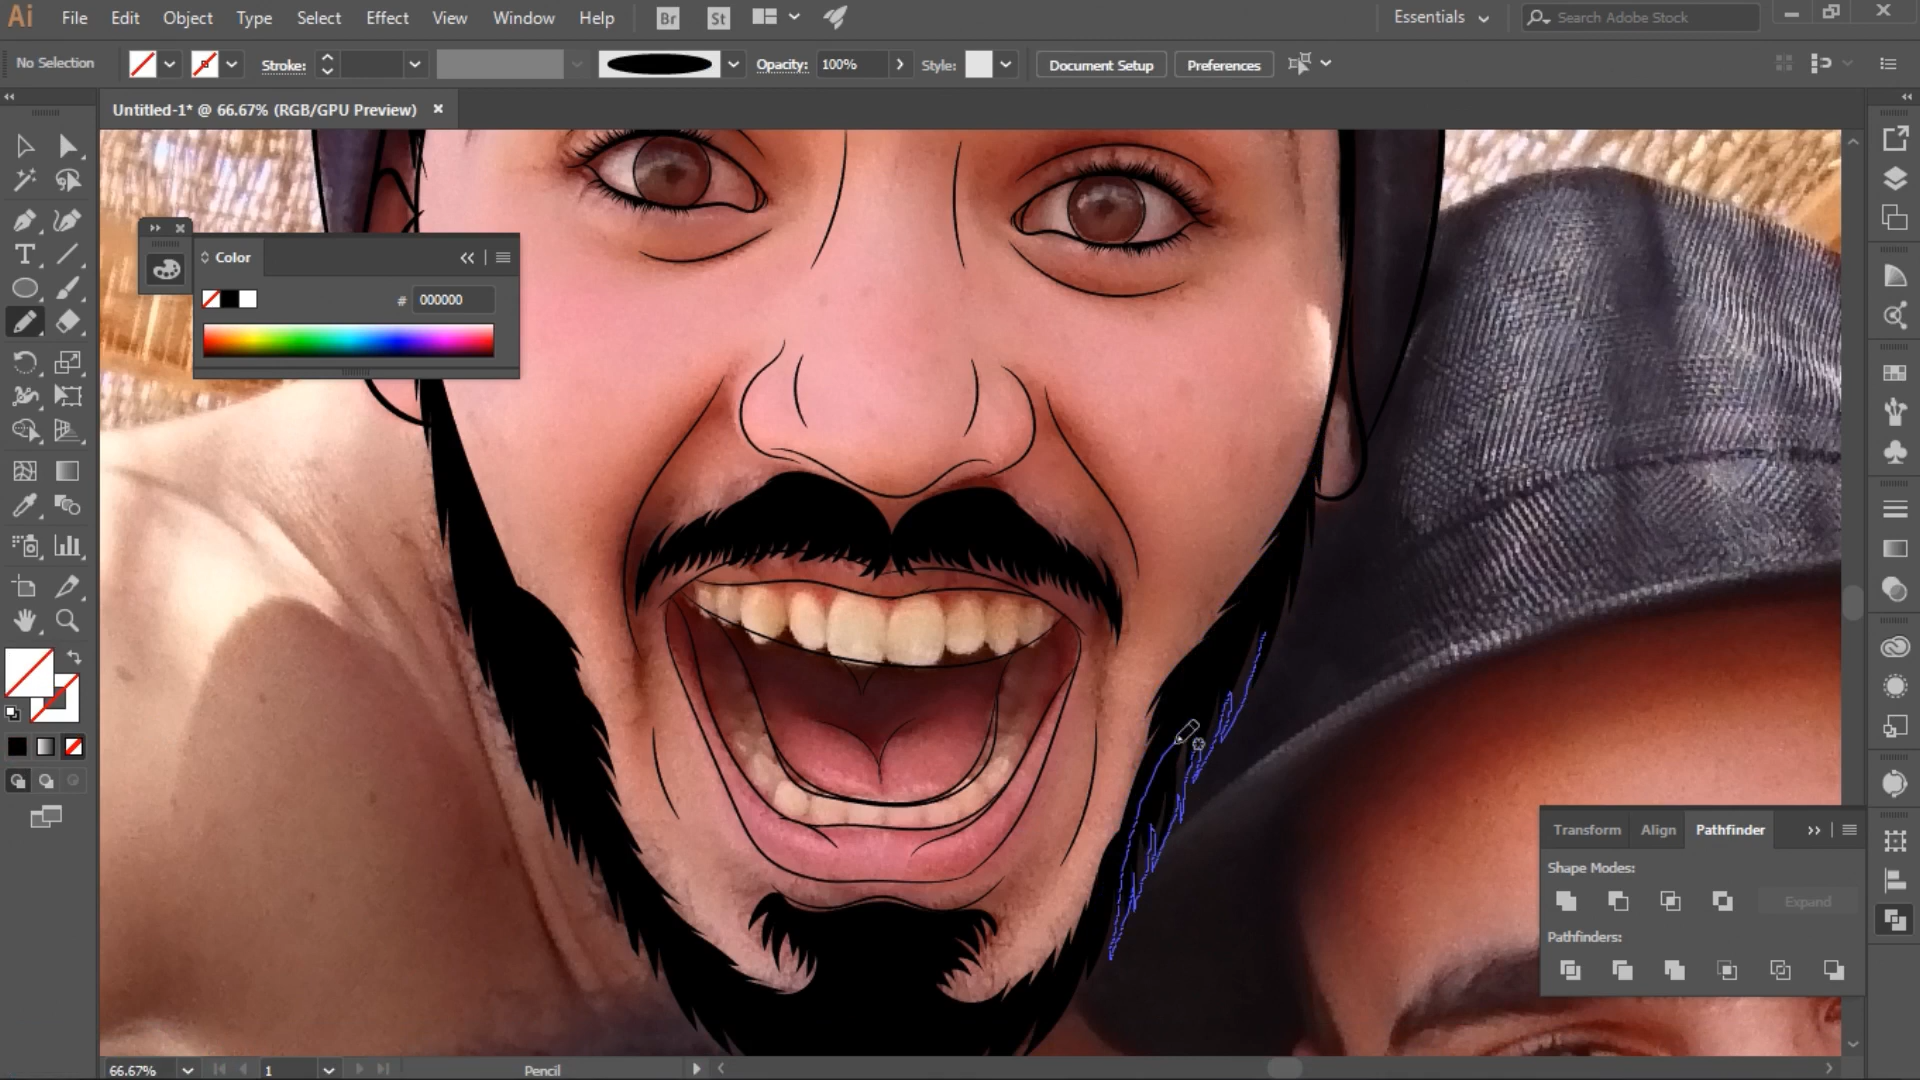 Ai File Edit Object Type Select Effect View Window Help Br St Essentials Search Adobe Stock
No Selection Stroke: Opacity: 100% Style: Document Setup Preferences
Untitled-1* @ 66.67% (RGB/GPU Preview)
Color
# 000000
Transform Align Pathfinder
Shape Modes:
Expand
Pathfinders:
66.67% 1 Pencil